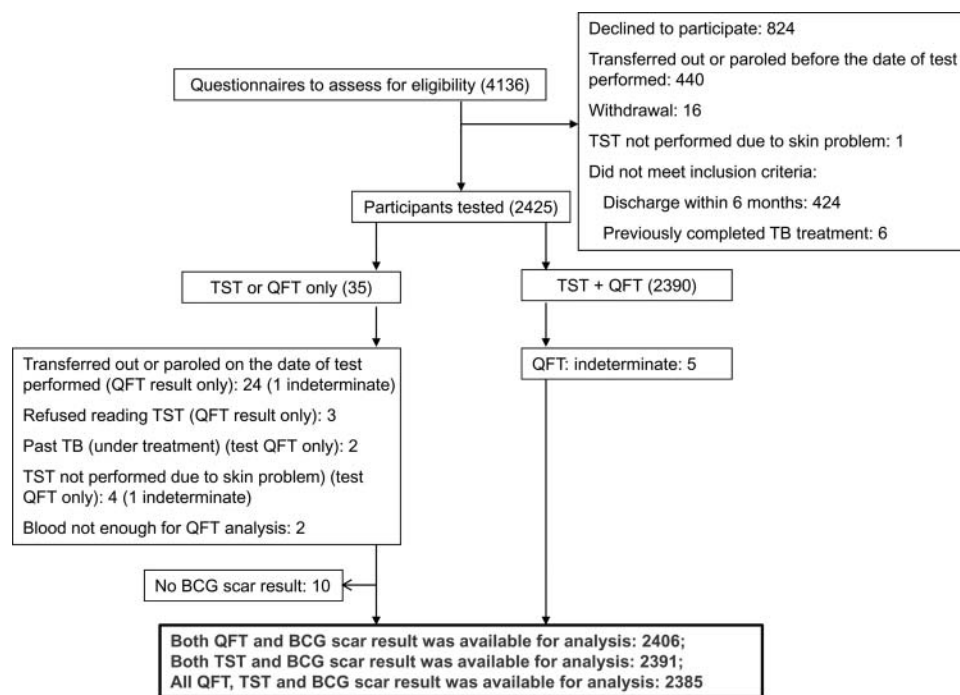 Questionnaires to assess for eligibility (4136)
Declined to participate: 824
Transferred out or paroled before the date of test
performed: 440
Withdrawal: 16
TST not performed due to skin problem: 1
Did not meet inclusion criteria:
Discharge within 6 months: 424
Previously completed TB treatment: 6
Participants tested (2425)
TST or QFT only (35)
TST + QFT (2390)
Transferred out or paroled on the date of test
performed (QFT result only): 24 (1 indeterminate)
Refused reading TST (QFT result only): 3
Past TB (under treatment) (test QFT only): 2
TST not performed due to skin problem) (test
QFT only): 4 (1 indeterminate)
Blood not enough for QFT analysis: 2
QFT: indeterminate: 5
No BCG scar result: 10
Both QFT and BCG scar result was available for analysis: 2406;
Both TST and BCG scar result was available for analysis: 2391;
All QFT, TST and BCG scar result was available for analysis: 2385